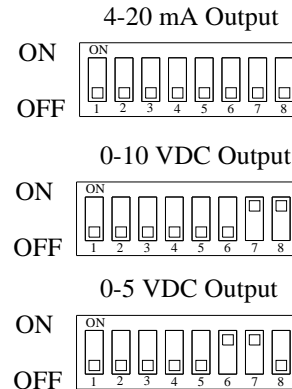 4-20 mA Output
ON
ON
OFF
1 2 3 4 5 6 7 8
0-10 VDC Output
ON
ON
OFF
1 2 3 4 5 6 7 8
0-5 VDC Output
ON
ON
OFF
1 2 3 4 5 6 7 8